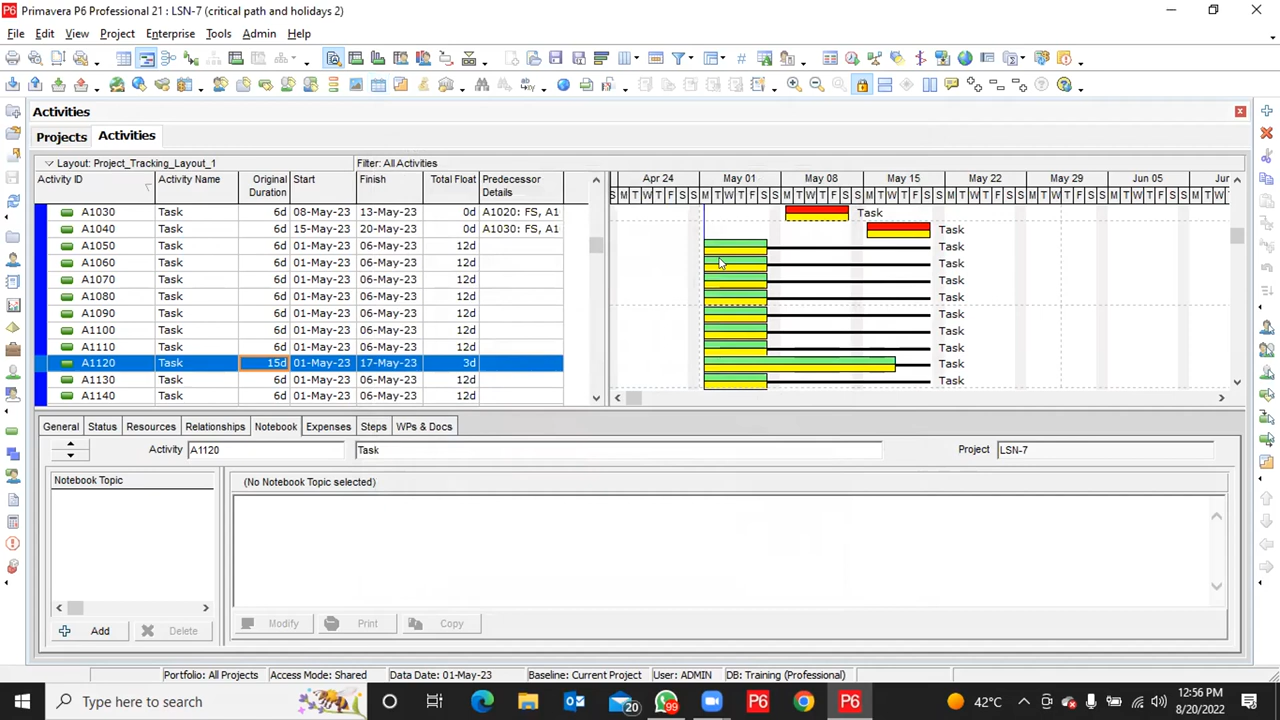 Primavera P6 Professional 21 : LSN-7 (critical path and holidays 2)
File Edit View Project Enterprise Tools Admin Help
Activities
Projects Activities
Layout: Project_Tracking_Layout_1 Filter: All Activities
Activity ID Activity Name Original Duration Start Finish Total Float Predecessor Details
Apr 24 May 01 May 08 May 15 May 22 May 29 Jun 05
S M T W T F S S M T W T F S S M T W T F S S M T W T F S S M T W T F S S M T W T F S S M T W T F S S M
A1030 Task 6d 08-May-23 13-May-23 0d A1020: FS, A1 Task
A1040 Task 6d 15-May-23 20-May-23 0d A1030: FS, A1 Task
A1050 Task 6d 01-May-23 06-May-23 12d Task
A1060 Task 6d 01-May-23 06-May-23 12d Task
A1070 Task 6d 01-May-23 06-May-23 12d Task
A1080 Task 6d 01-May-23 06-May-23 12d Task
A1090 Task 6d 01-May-23 06-May-23 12d Task
A1100 Task 6d 01-May-23 06-May-23 12d Task
A1110 Task 6d 01-May-23 06-May-23 12d Task
A1120 Task 15d 01-May-23 17-May-23 3d Task
A1130 Task 6d 01-May-23 06-May-23 12d Task
A1140 Task 6d 01-May-23 06-May-23 12d
General Status Resources Relationships Notebook Expenses Steps WPs & Docs
Activity A1120 Task Project LSN-7
Notebook Topic (No Notebook Topic selected)
Add Delete Modify Print Copy
Portfolio: All Projects Access Mode: Shared Data Date: 01-May-23 Baseline: Current Project User: ADMIN DB: Training (Professional)
Type here to search 20 99 42°C 12:56 PM
8/20/2022